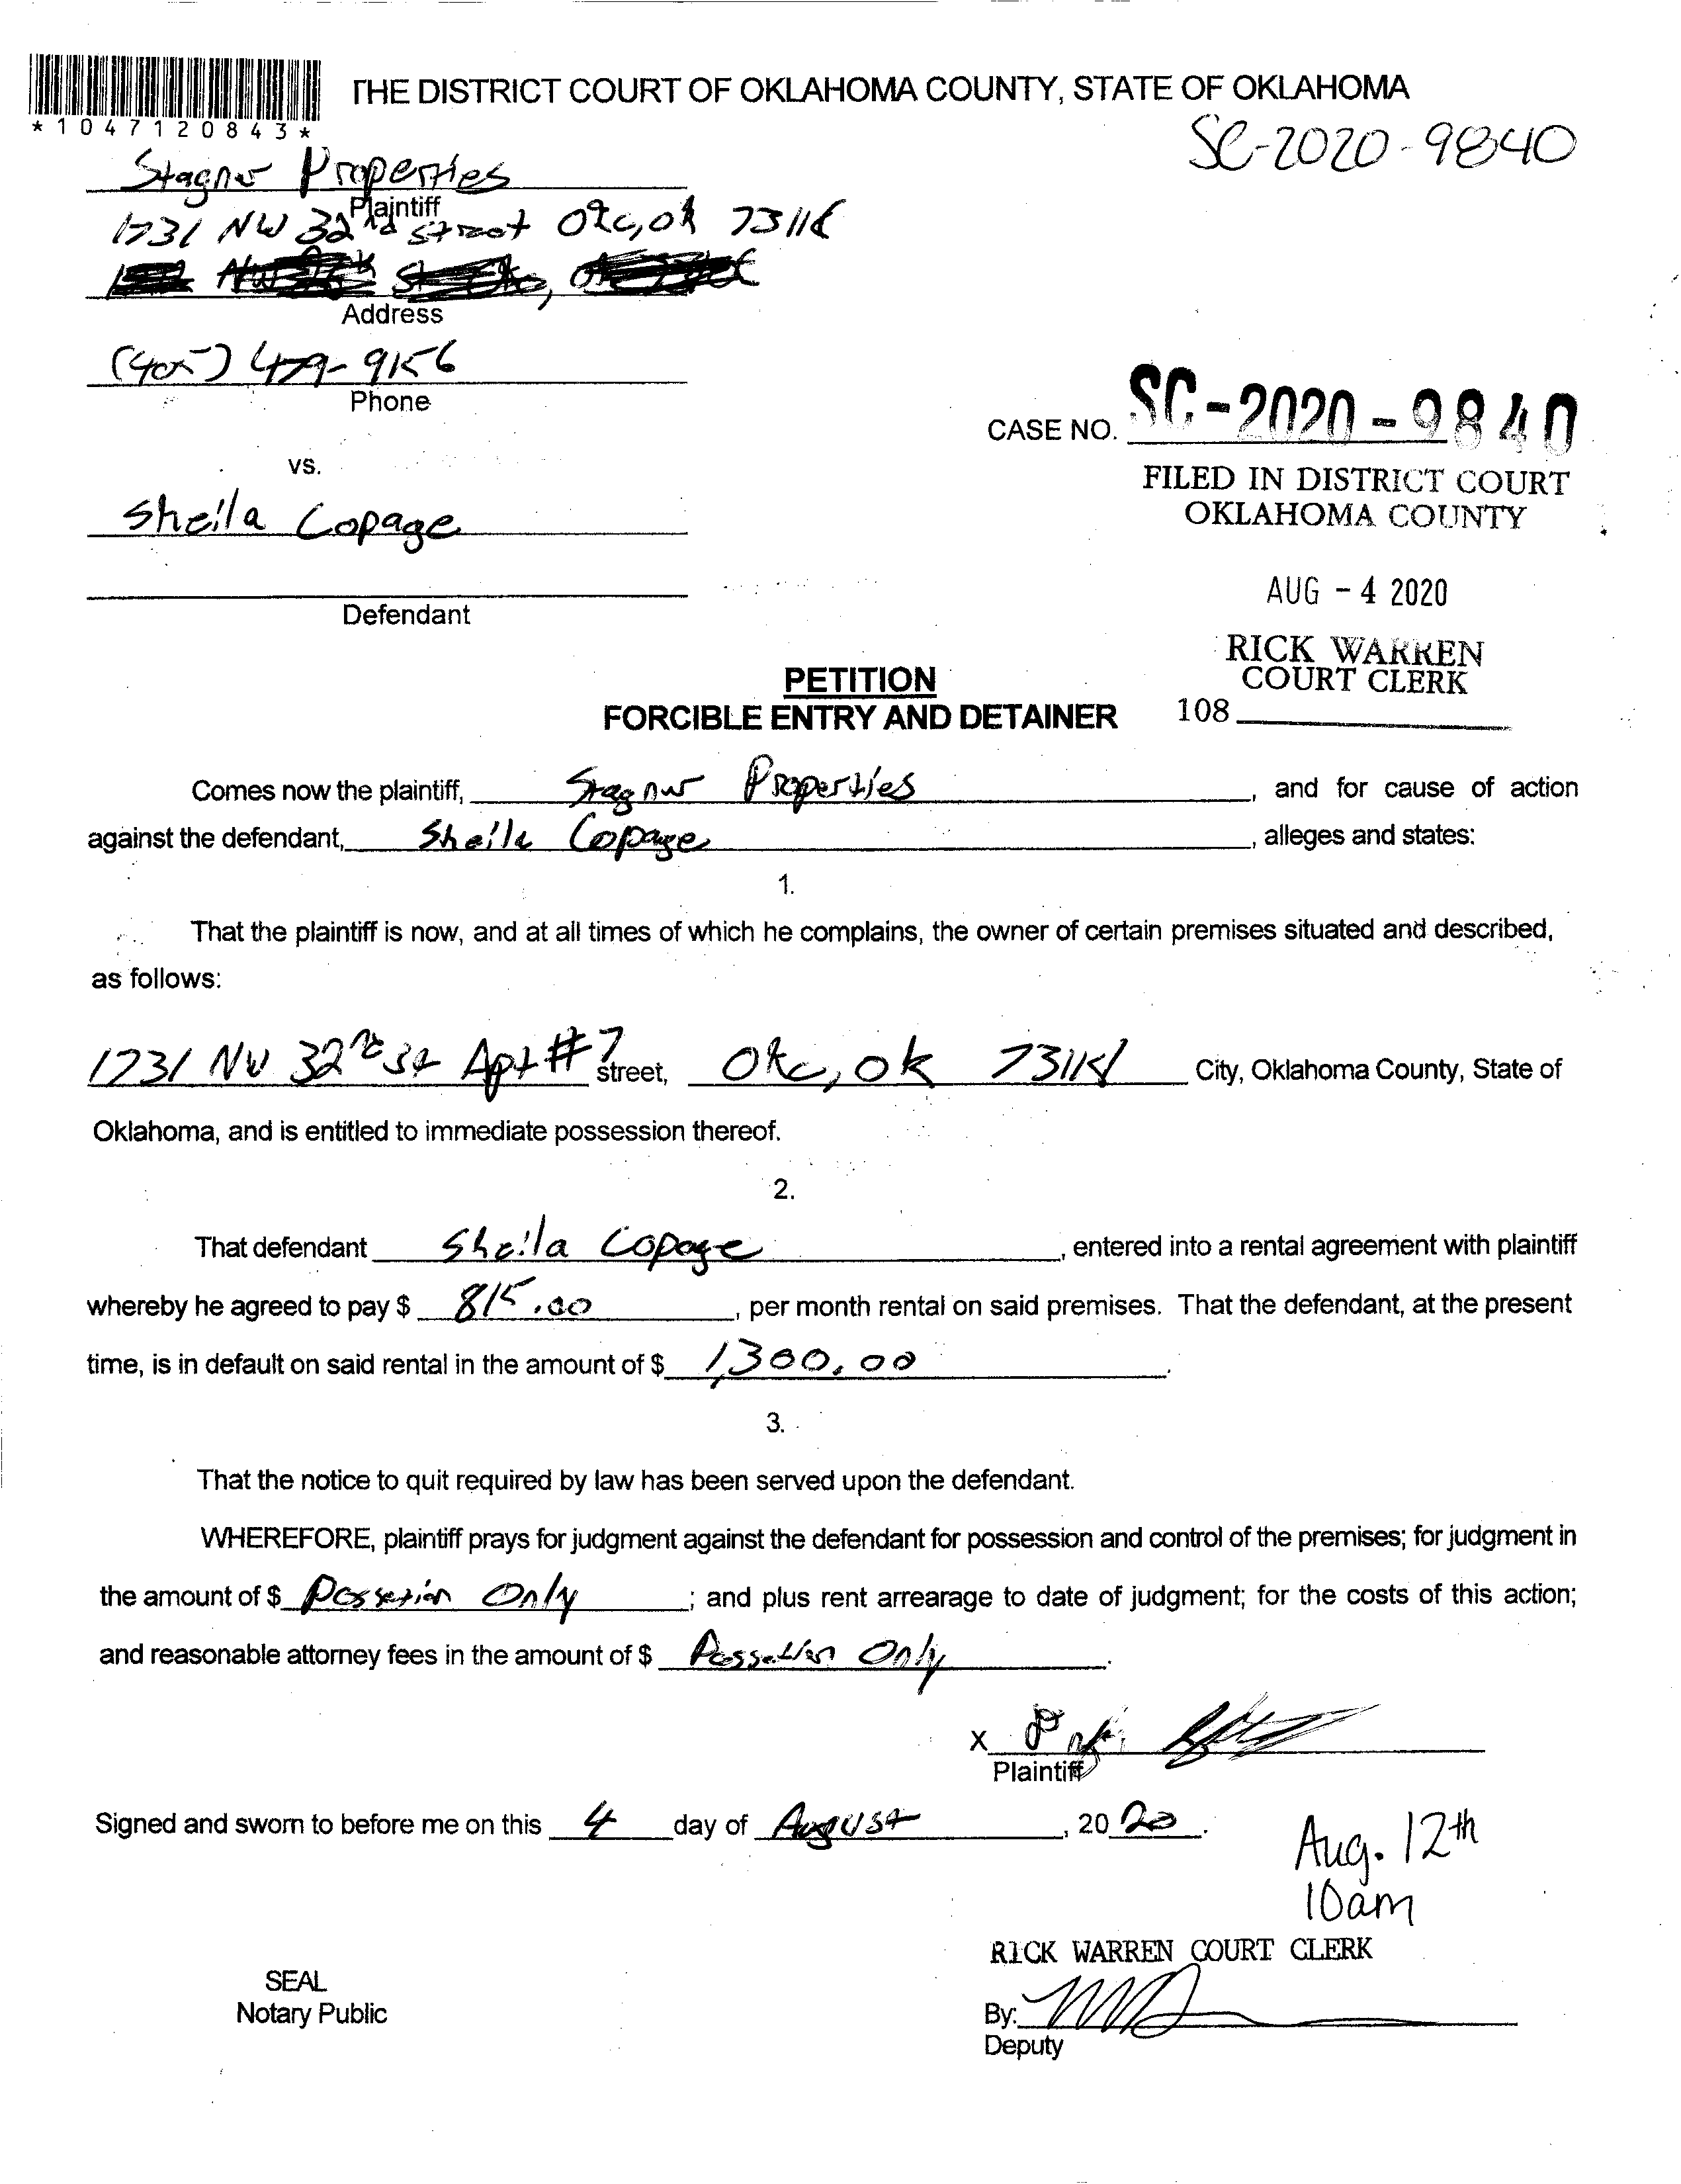 THE DISTRICT COURT OF OKLAHOMA COUNTY, STATE OF OKLAHOMA
*1047120843*
SC-2020-9840
Properties
Plaintiff
1731 NW 32nd Street Okc, ok
Address
(405) 479-9156
Phone
CASE NO. SC-2020-9840
vs.
FILED IN DISTRICT COURT
OKLAHOMA COUNTY
Sheila Copage
AUG - 4 2020
Defendant
RICK WARREN
COURT CLERK
PETITION
108
FORCIBLE ENTRY AND DETAINER
Comes now the plaintiff, Properties, and for cause of action
against the defendant, Sheila Copage, alleges and states:
1.
That the plaintiff is now, and at all times of which he complains, the owner of certain premises situated and described,
as follows:
1731 NW 32nd St Apt #7 street, Okc, ok City, Oklahoma County, State of
Oklahoma, and is entitled to immediate possession thereof.
2.
That defendant Sheila Copage, entered into a rental agreement with plaintiff
whereby he agreed to pay $ 815.00, per month rental on said premises. That the defendant, at the present
time, is in default on said rental in the amount of $ 1,300.00.
3.
That the notice to quit required by law has been served upon the defendant.
WHEREFORE, plaintiff prays for judgment against the defendant for possession and control of the premises; for judgment in
the amount of $ Only; and plus rent arrearage to date of judgment; for the costs of this action;
and reasonable attorney fees in the amount of $ Only.
X
Plaintiff
Signed and sworn to before me on this 4 day of August, 2020.
Aug. 12th
10am
RICK WARREN COURT CLERK
SEAL
Notary Public
By:
Deputy